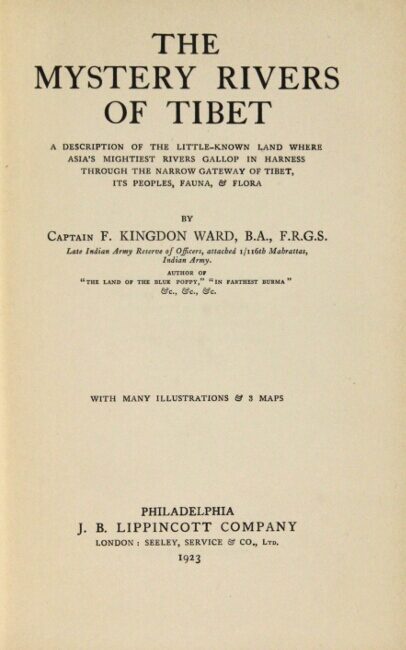 THE
MYSTERY RIVERS
OF TIBET
A DESCRIPTION OF THE LITTLE-KNOWN LAND WHERE
ASIA'S MIGHTIEST RIVERS GALLOP IN HARNESS
THROUGH THE NARROW GATEWAY OF TIBET,
ITS PEOPLES, FAUNA, & FLORA
BY
CAPTAIN F. KINGDON WARD, B.A., F.R.G.S.
Late Indian Army Reserve of Officers, attached 1/116th Mahrattas,
Indian Army.
AUTHOR OF
"THE LAND OF THE BLUE POPPY," "IN FARTHEST BURMA"
&c., &c., &c.
WITH MANY ILLUSTRATIONS & 3 MAPS
PHILADELPHIA
J. B. LIPPINCOTT COMPANY
LONDON: SEELEY, SERVICE & CO., LTD.
1923